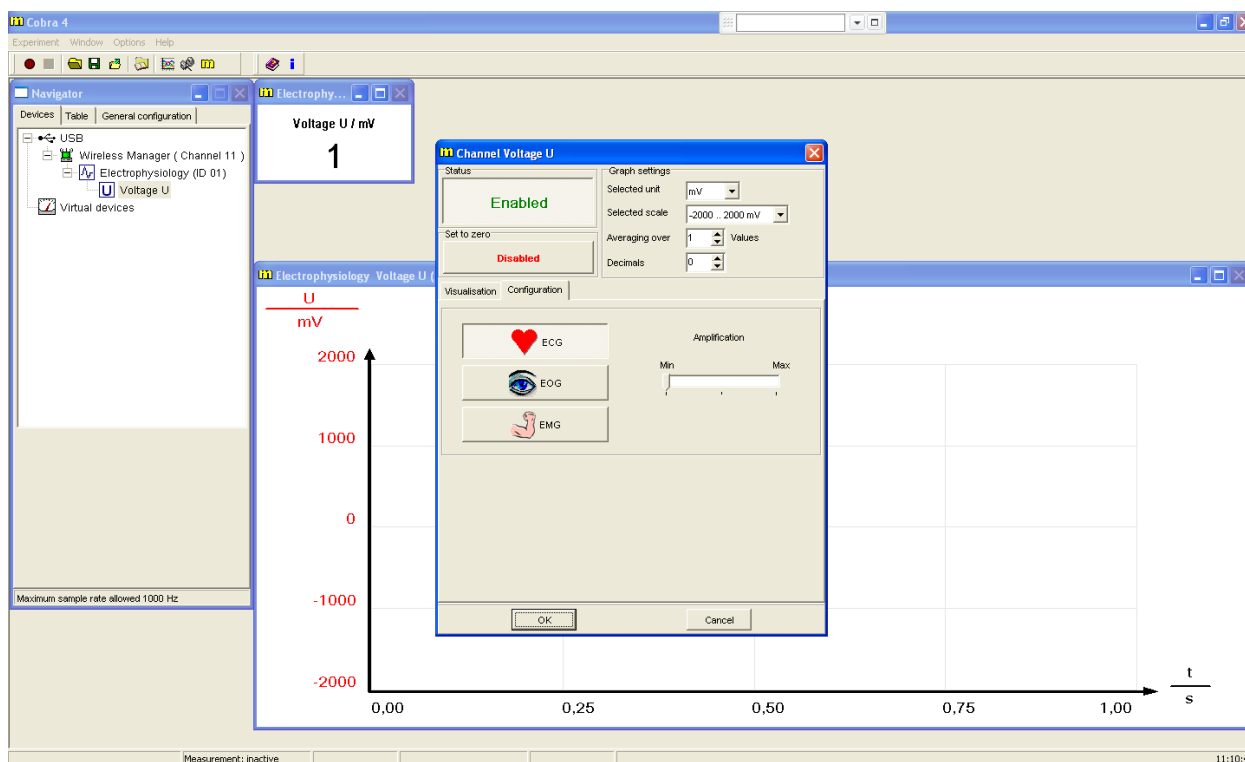 Cobra 4
Experiment Window Options Help
Navigator
Devices Table General configuration
USB
Wireless Manager ( Channel 11 )
Electrophysiology (ID 01)
Voltage U
Virtual devices
Maximum sample rate allowed 1000 Hz
Electrophy...
Voltage U / mV
1
Channel Voltage U
Status
Enabled
Set to zero
Disabled
Graph settings
Selected unit mV
Selected scale -2000 .. 2000 mV
Averaging over 1 Values
Decimals 0
Visualisation Configuration
ECG
EOG
EMG
Amplification
Min Max
OK Cancel
Electrophysiology Voltage U (
U
mV
2000
1000
0
-1000
-2000
0,00 0,25 0,50 0,75 1,00
t
s
Measurement: inactive
11:10: